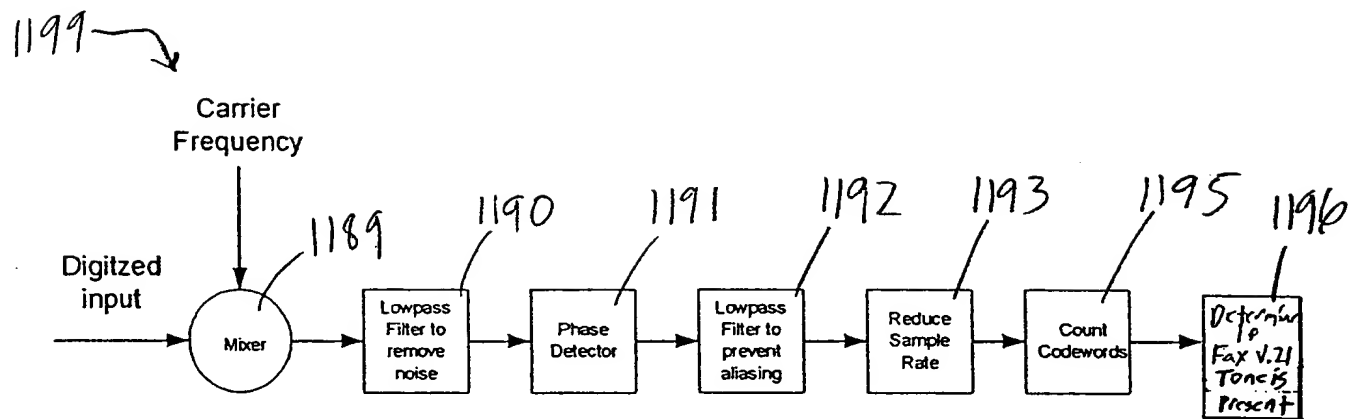 1199
Carrier
Frequency
1189
1190
1191
1192
1193
1195
1196
Digitzed
input
Mixer
Lowpass
Filter to
remove
noise
Phase
Detector
Lowpass
Filter to
prevent
aliasing
Reduce
Sample
Rate
Count
Codewords
Fax V.21
Tone is
Present